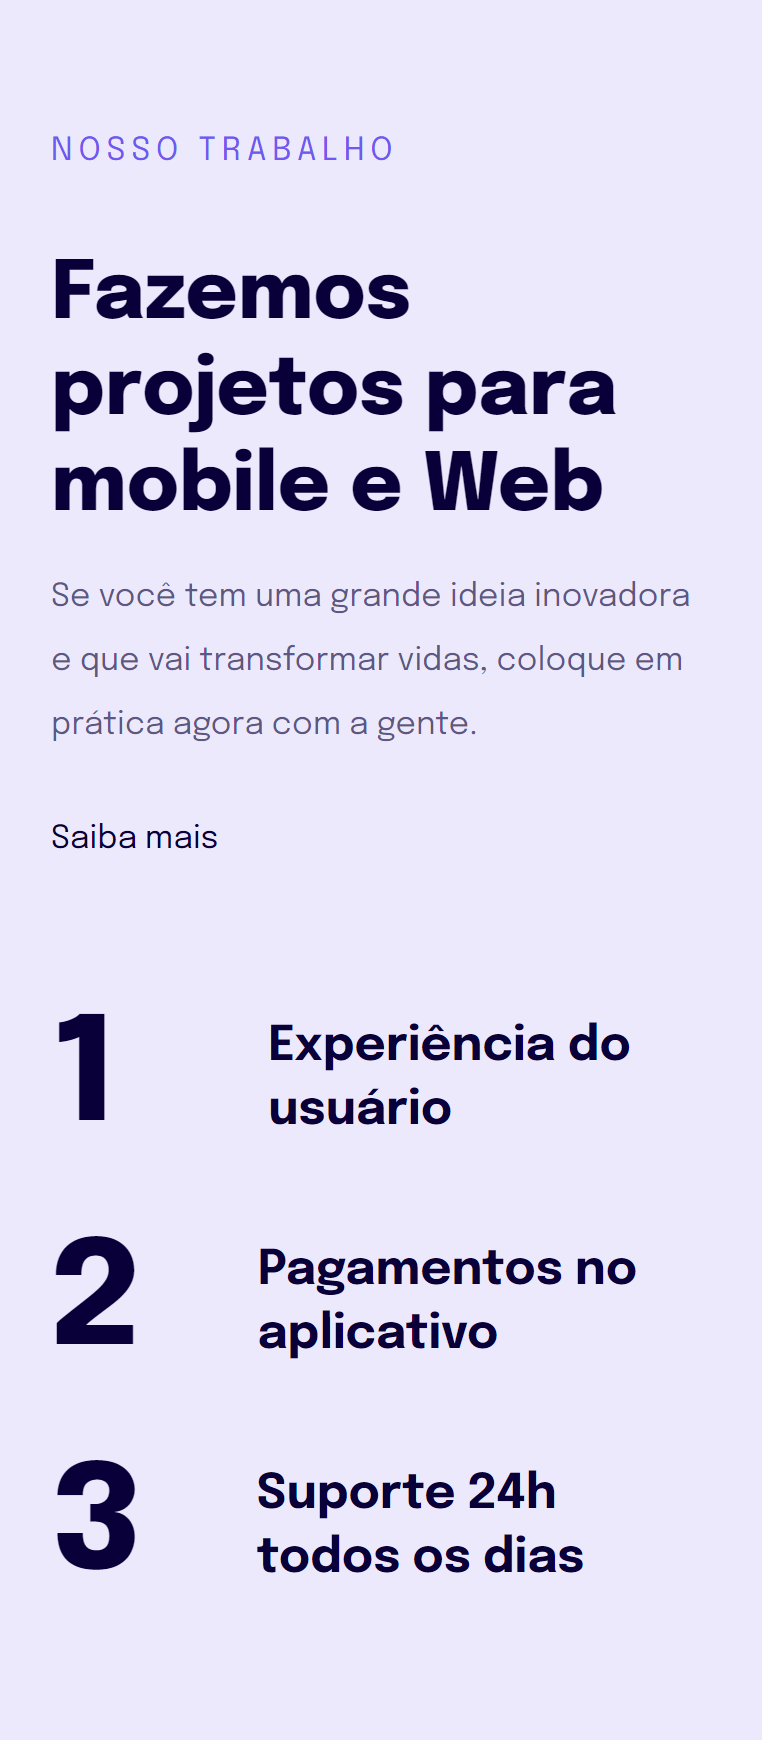 NOSSO TRABALHO
Fazemos
projetos para
mobile e Web
Se você tem uma grande ideia inovadora
e que vai transformar vidas, coloque em
prática agora com a gente.
Saiba mais
1
Experiência do
usuário
2
Pagamentos no
aplicativo
3
Suporte 24h
todos os dias